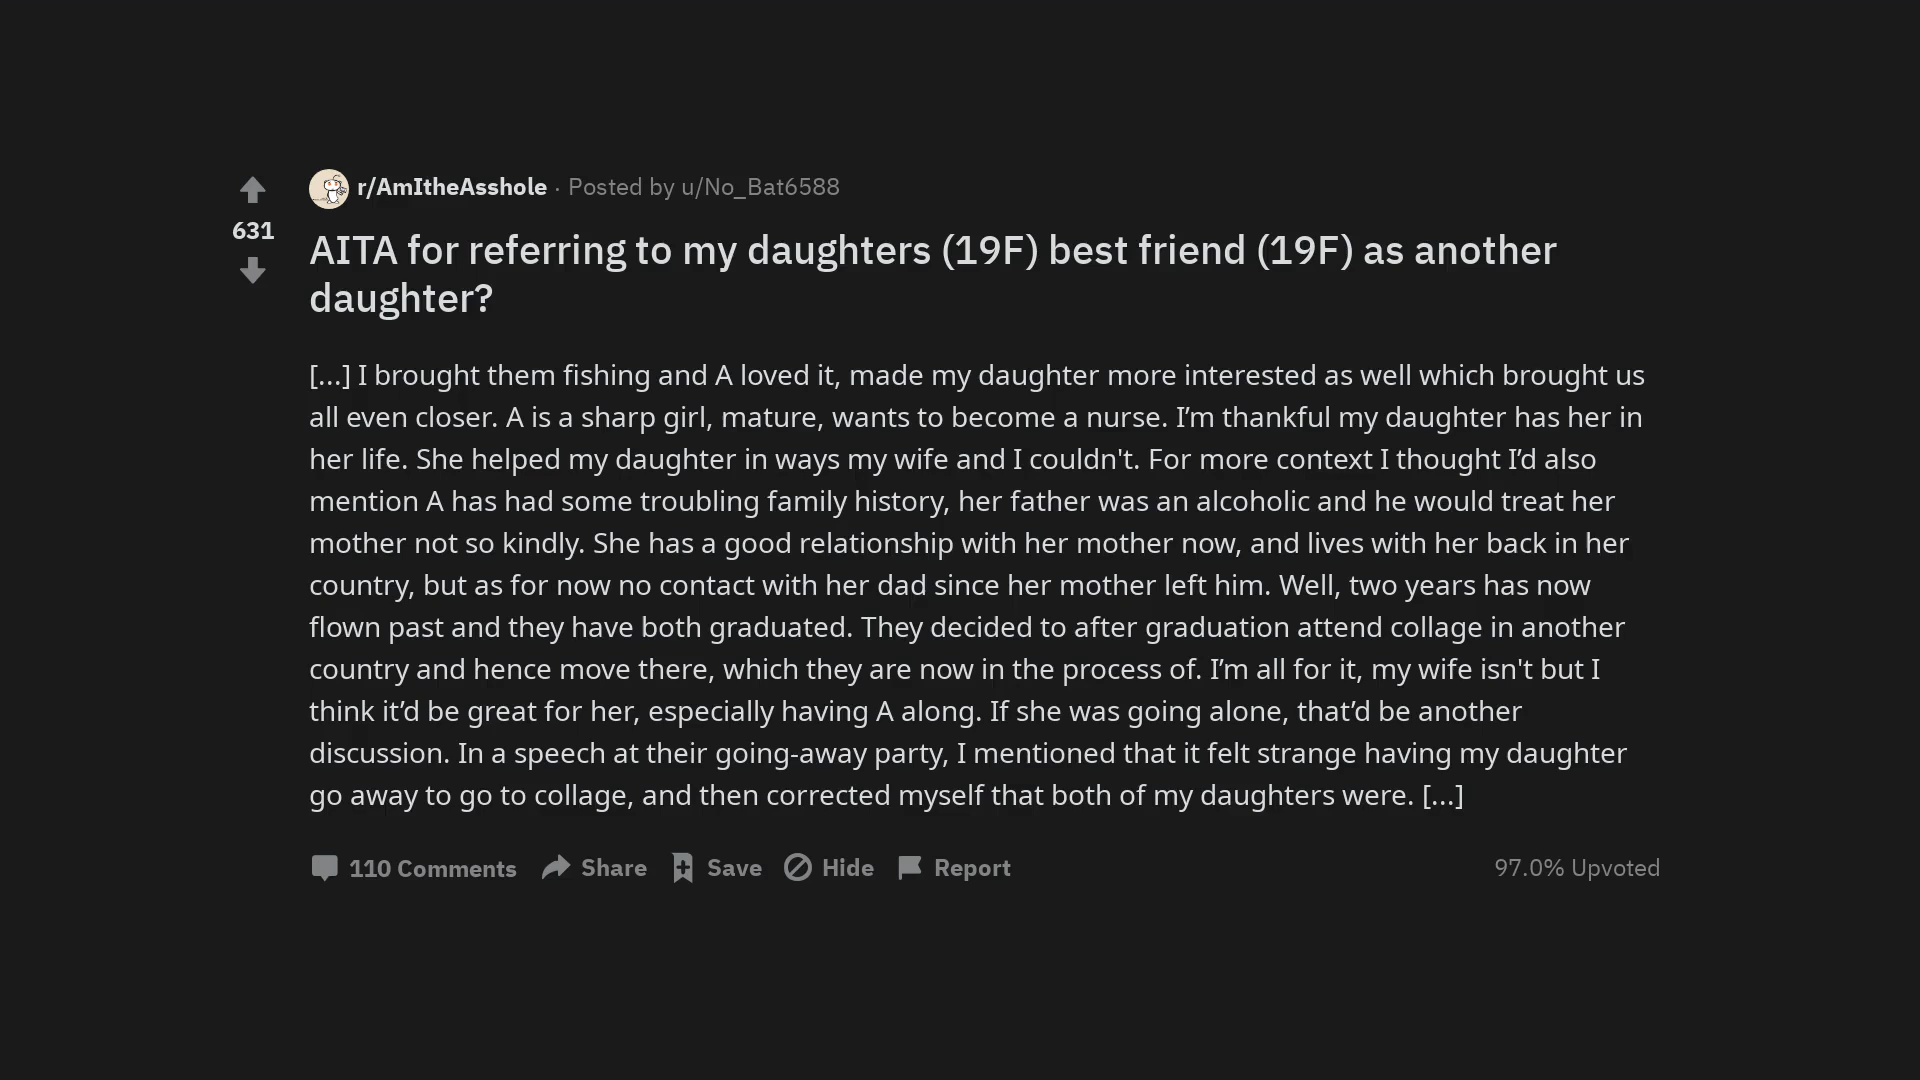 r/AmItheAsshole · Posted by u/No_Bat6588
631
AITA for referring to my daughters (19F) best friend (19F) as another
daughter?
[...] I brought them fishing and A loved it, made my daughter more interested as well which brought us
all even closer. A is a sharp girl, mature, wants to become a nurse. I’m thankful my daughter has her in
her life. She helped my daughter in ways my wife and I couldn't. For more context I thought I’d also
mention A has had some troubling family history, her father was an alcoholic and he would treat her
mother not so kindly. She has a good relationship with her mother now, and lives with her back in her
country, but as for now no contact with her dad since her mother left him. Well, two years has now
flown past and they have both graduated. They decided to after graduation attend collage in another
country and hence move there, which they are now in the process of. I’m all for it, my wife isn't but I
think it’d be great for her, especially having A along. If she was going alone, that’d be another
discussion. In a speech at their going-away party, I mentioned that it felt strange having my daughter
go away to go to collage, and then corrected myself that both of my daughters were. [...]
110 Comments Share Save Hide Report 97.0% Upvoted